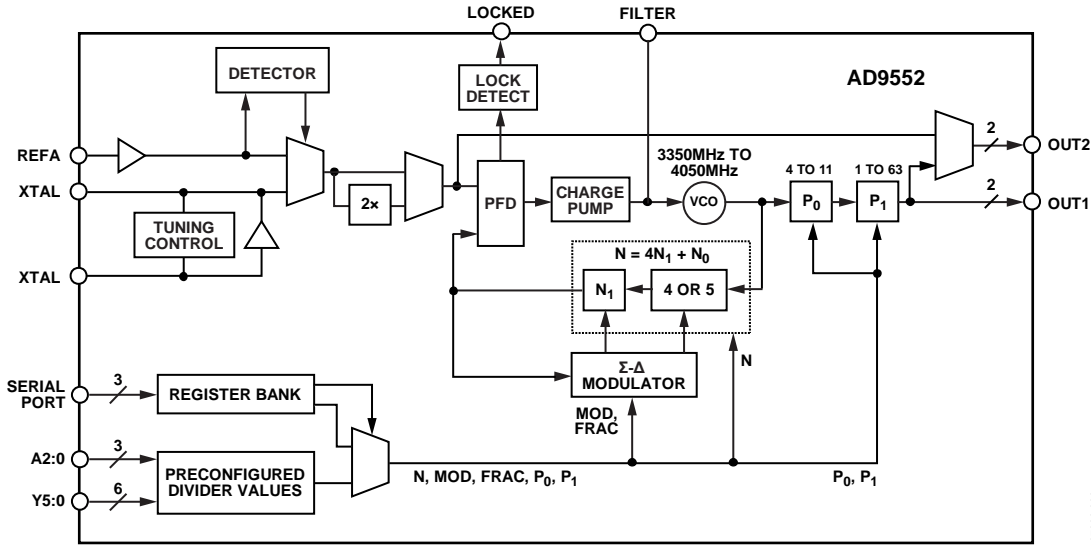 LOCKED
FILTER
DETECTOR
LOCK
DETECT
AD9552
REFA
2
OUT2
3350MHz TO
4050MHz
4 TO 11
1 TO 63
XTAL
2×
PFD
CHARGE
PUMP
VCO
P0
P1
2
OUT1
TUNING
CONTROL
N = 4N1 + N0
XTAL
N1
4 OR 5
N
Σ-Δ
MODULATOR
SERIAL
PORT
3
REGISTER BANK
MOD,
FRAC
A2:0
3
PRECONFIGURED
DIVIDER VALUES
N, MOD, FRAC, P0, P1
P0, P1
Y5:0
6